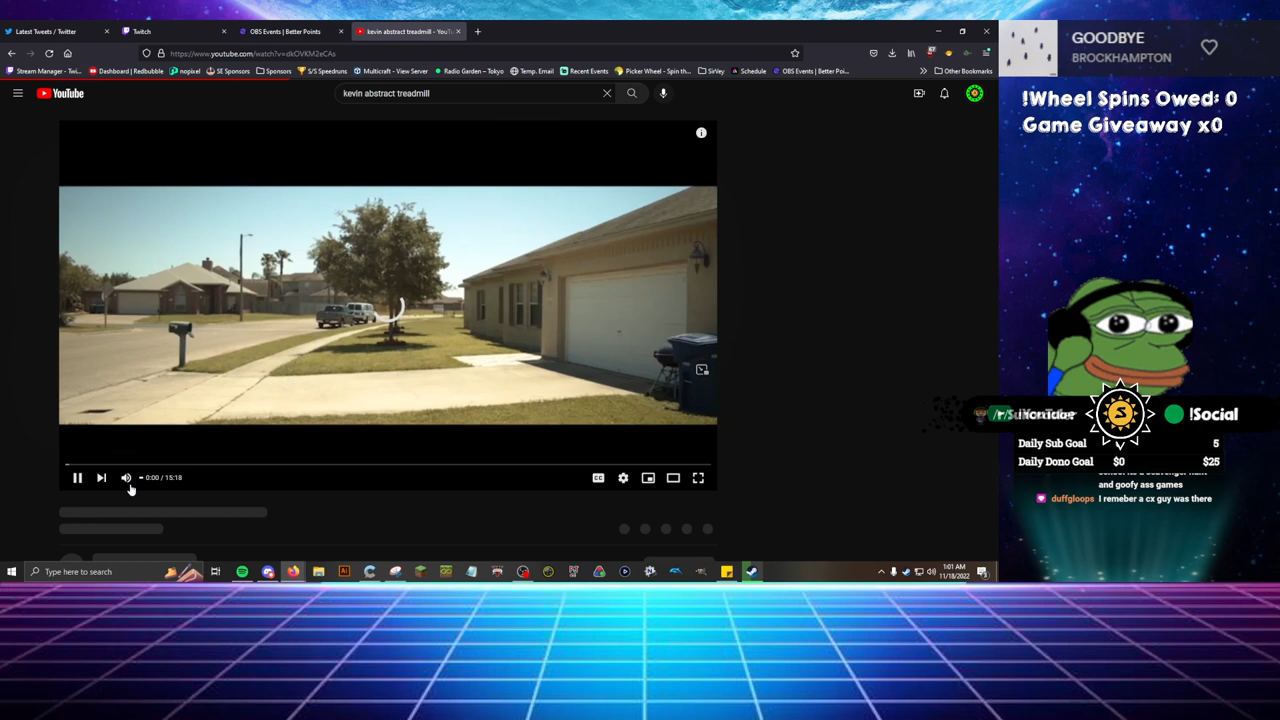 Latest Tweets / Twitter
Twitch
OBS Events | Better Points
kevin abstract treadmill - YouTu
https://www.youtube.com/watch?v=dkOVKM2eCAs
Stream Manager - Twi...
Dashboard | Redbubble
nopixel
SE Sponsors
Sponsors
S/S Speedruns
Multicraft - View Server
Radio Garden – Tokyo
Temp. Email
Recent Events
Picker Wheel - Spin th...
SirVey
Schedule
OBS Events | Better Poi...
Other Bookmarks
YouTube
kevin abstract treadmill
0:00 / 15:18
GOODBYE
BROCKHAMPTON
!Wheel Spins Owed: 0
Game Giveaway x0
!Social
Daily Sub Goal 5
Daily Dono Goal $0 $25
and goofy ass games
duffgloops I remeber a cx guy was there
Type here to search
1:01 AM
11/18/2022